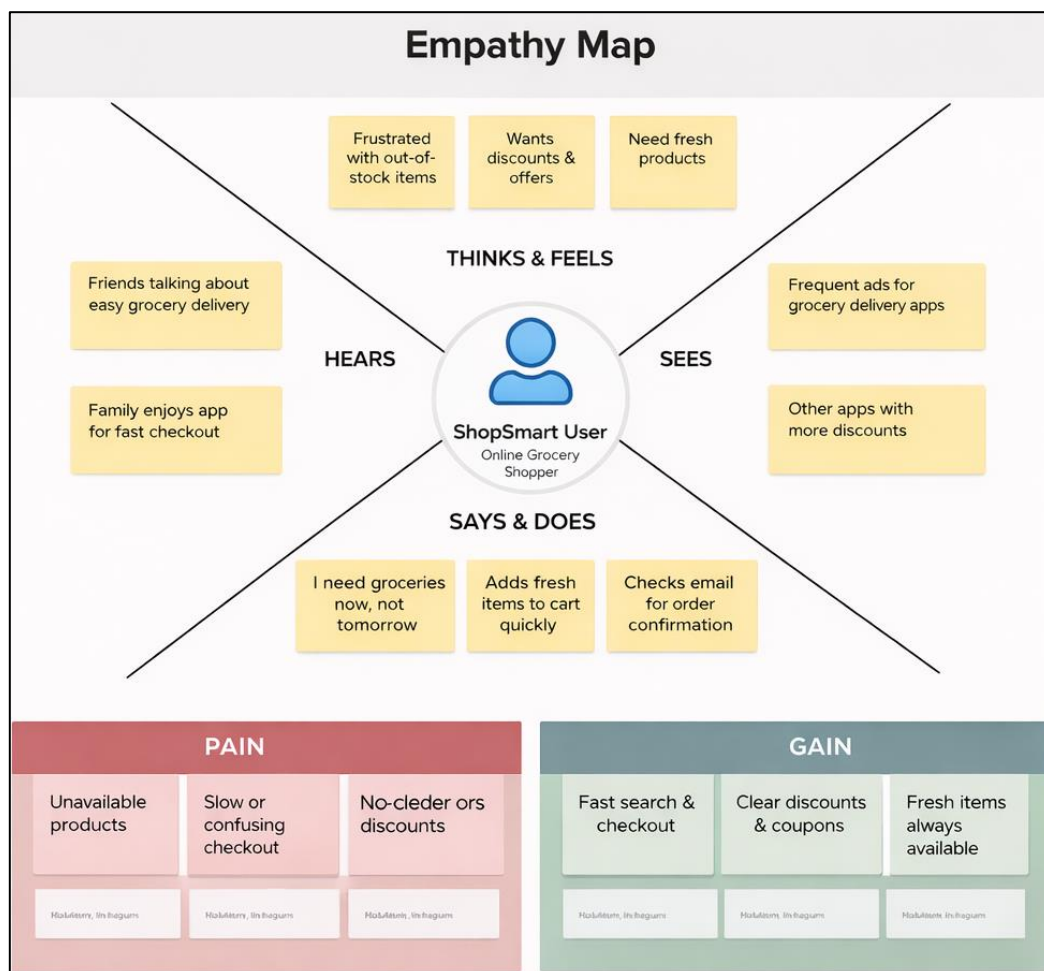 Empathy Map
Frustrated
with out-of-
stock items
Wants
discounts &
offers
Need fresh
products
THINKS & FEELS
Friends talking about
easy grocery delivery
Family enjoys app
for fast checkout
HEARS
SEES
Frequent ads for
grocery delivery apps
Other apps with
more discounts
ShopSmart User
Online Grocery
Shopper
SAYS & DOES
I need groceries
now, not
tomorrow
Adds fresh
items to cart
quickly
Checks email
for order
confirmation
PAIN
Unavailable
products
Slow or
confusing
checkout
No-cleder ors
discounts
GAIN
Fast search &
checkout
Clear discounts
& coupons
Fresh items
always
available